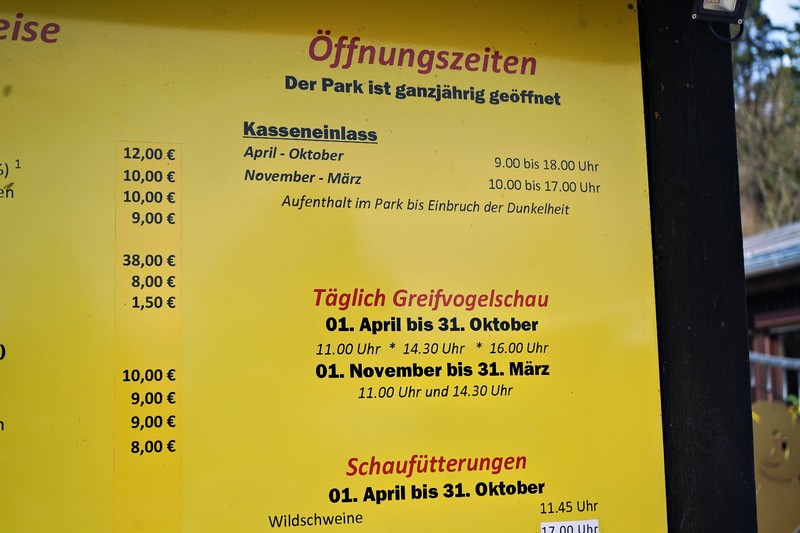 eise
%) 1
en
12,00 €
10,00 €
10,00 €
9,00 €
38,00 €
8,00 €
1,50 €
)
10,00 €
9,00 €
n
9,00 €
8,00 €
Öffnungszeiten
Der Park ist ganzjährig geöffnet
Kasseneinlass
April - Oktober 9.00 bis 18.00 Uhr
November - März 10.00 bis 17.00 Uhr
Aufenthalt im Park bis Einbruch der Dunkelheit
Täglich Greifvogelschau
01. April bis 31. Oktober
11.00 Uhr * 14.30 Uhr * 16.00 Uhr
01. November bis 31. März
11.00 Uhr und 14.30 Uhr
Schaufütterungen
01. April bis 31. Oktober
Wildschweine 11.45 Uhr
17.00 Uhr